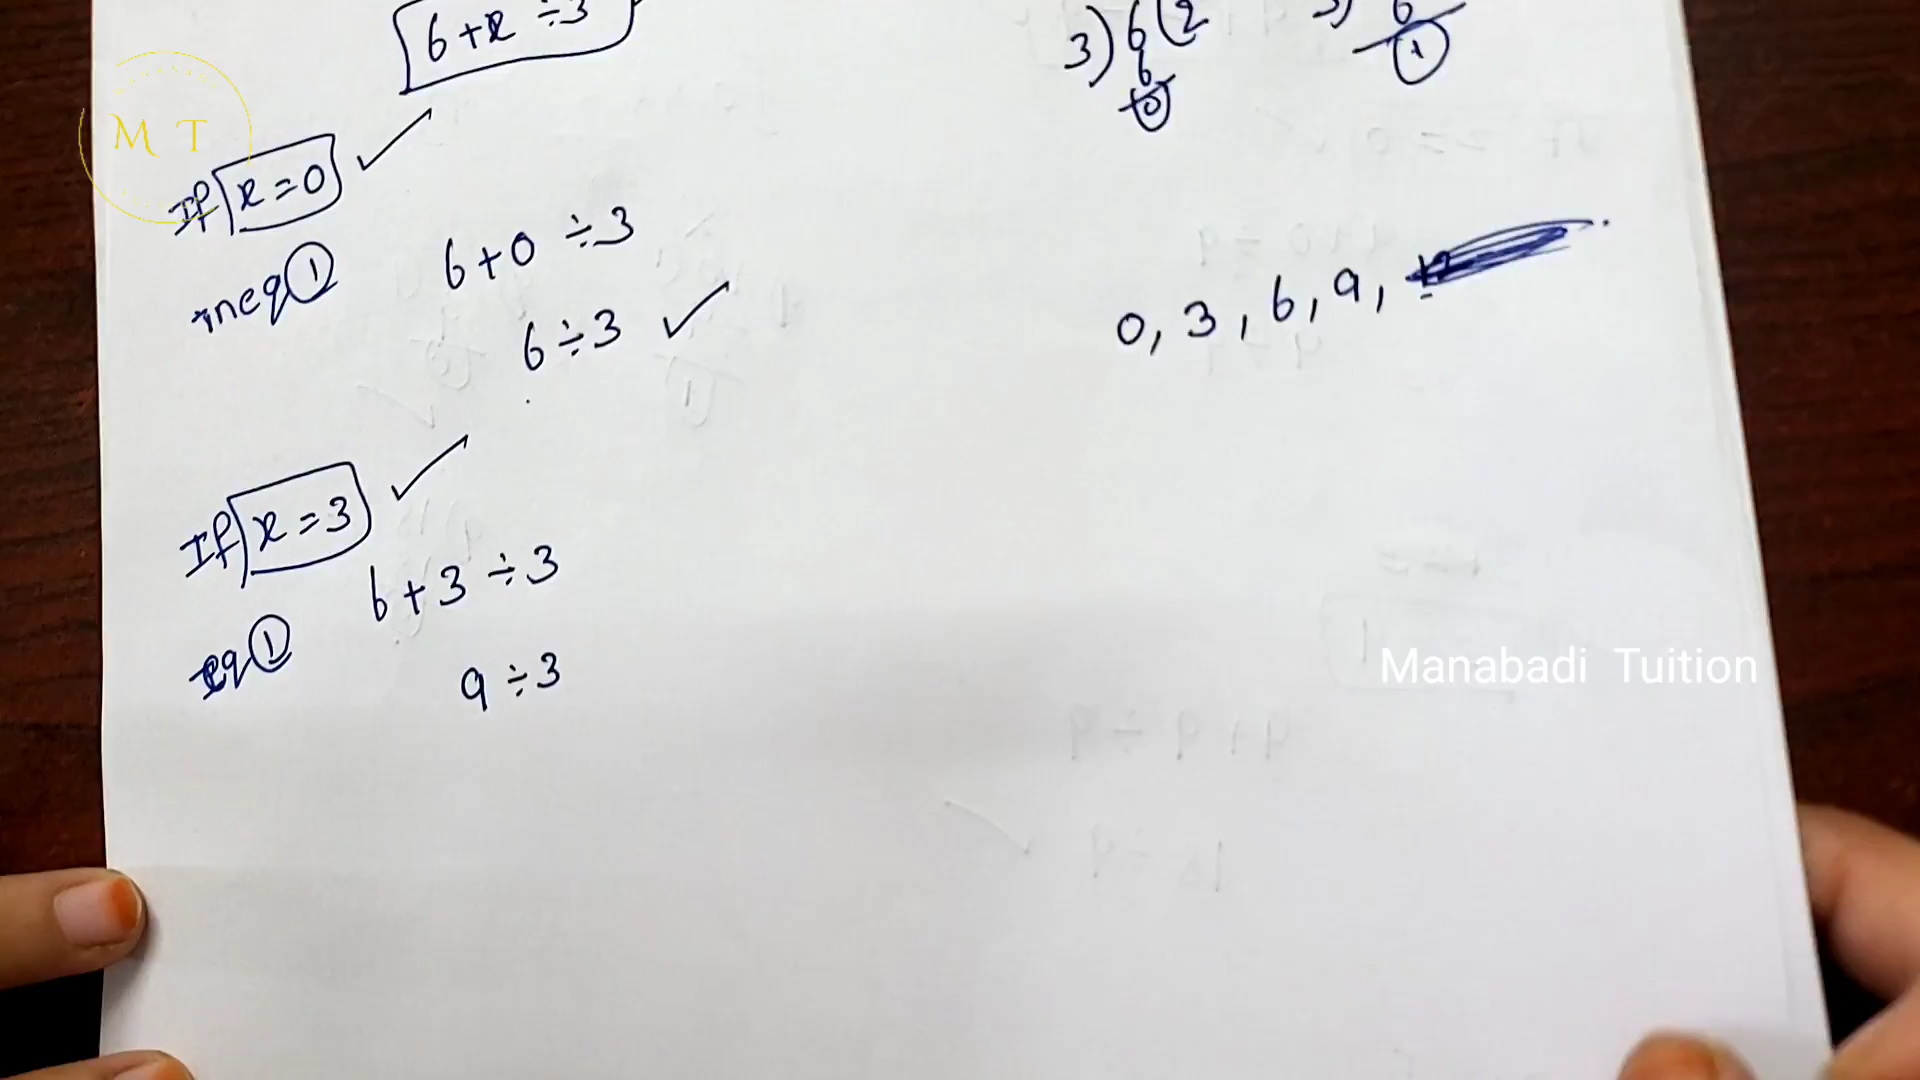 6+x ÷3
3)6(2
6
0
6
1
M T
If x=0 ✓
in eq ①
6+0 ÷3
6÷3 ✓
0, 3, 6, 9,
If x=3 ✓
eq ①
6+3 ÷3
9÷3
Manabadi Tuition